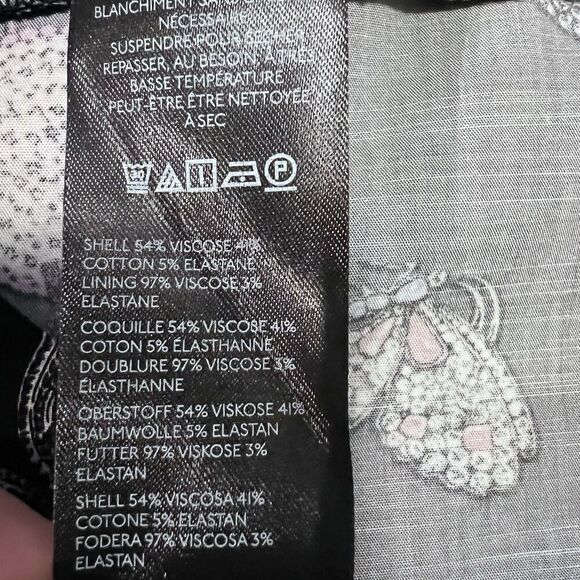 BLANCHIMENT SANS
NÉCESSAIRE
SUSPENDRE POUR SÉCHER
REPASSER, AU BESOIN, À TRÈS
BASSE TEMPÉRATURE
PEUT-ÊTRE ÊTRE NETTOYÉE
À SEC
30
P
SHELL 54% VISCOSE 41%
COTTON 5% ELASTANE
LINING 97% VISCOSE 3%
ELASTANE
COQUILLE 54% VISCOSE 41%
COTON 5% ÉLASTHANNE
DOUBLURE 97% VISCOSE 3%
ÉLASTHANNE
OBERSTOFF 54% VISKOSE 41%
BAUMWOLLE 5% ELASTAN
FUTTER 97% VISKOSE 3%
ELASTAN
SHELL 54% VISCOSA 41%
COTONE 5% ELASTAN
FODERA 97% VISCOSA 3%
ELASTAN